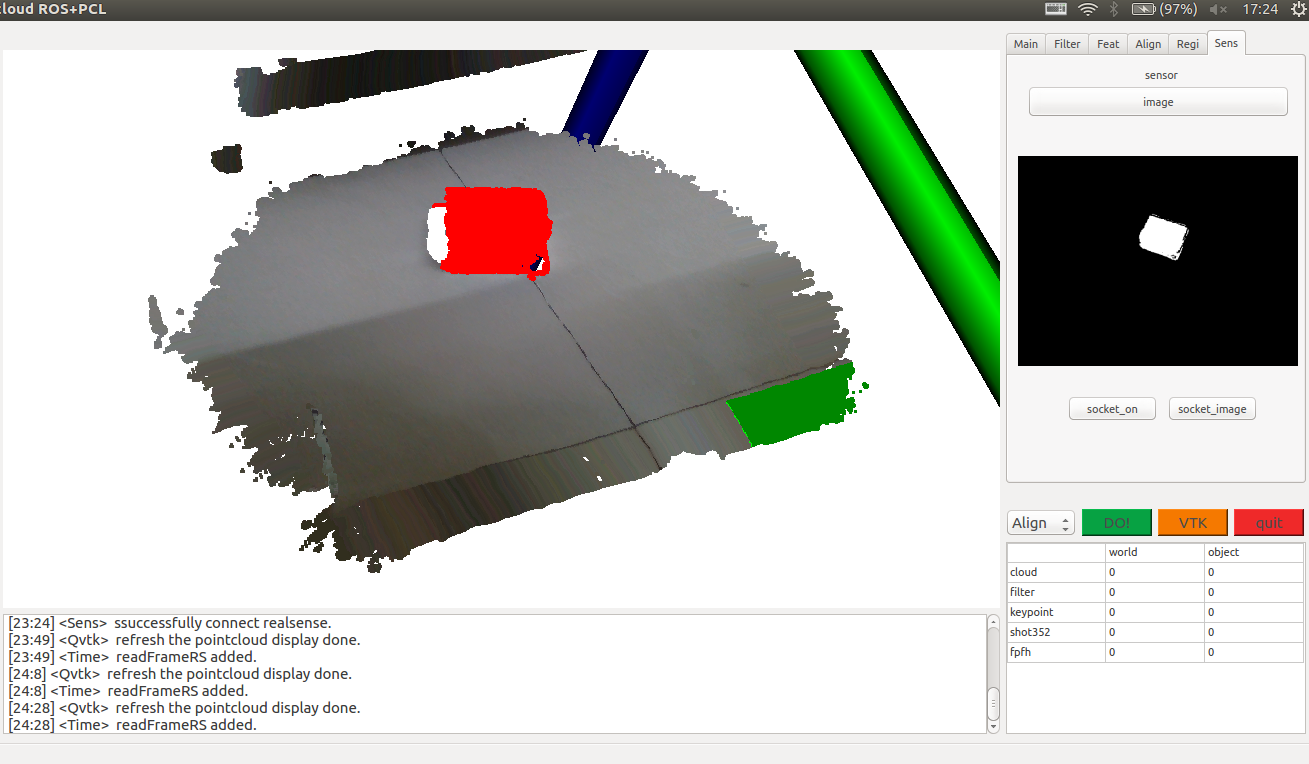 cloud ROS+PCL
(97%)
17:24
Main Filter Feat Align Regi Sens
sensor
image
socket_on socket_image
Align DO! VTK quit
world object
cloud 0 0
filter 0 0
keypoint 0 0
shot352 0 0
fpfh 0 0
[23:24] <Sens>  ssuccessfully connect realsense.
[23:49] <Qvtk>  refresh the pointcloud display done.
[23:49] <Time>  readFrameRS added.
[24:8] <Qvtk>  refresh the pointcloud display done.
[24:8] <Time>  readFrameRS added.
[24:28] <Qvtk>  refresh the pointcloud display done.
[24:28] <Time>  readFrameRS added.